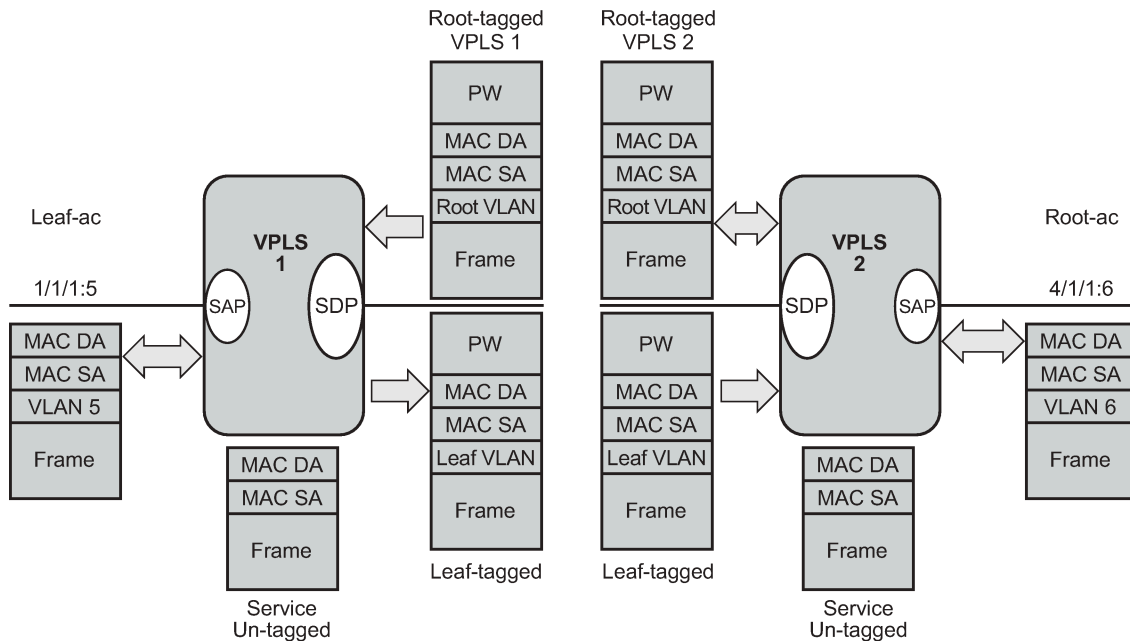 Root-tagged
VPLS 1
PW
MAC DA
MAC SA
Root VLAN
Frame
Root-tagged
VPLS 2
PW
MAC DA
MAC SA
Root VLAN
Frame
Leaf-ac
1/1/1:5
VPLS
1
SAP
SDP
VPLS
2
SDP
SAP
Root-ac
4/1/1:6
MAC DA
MAC SA
VLAN 5
Frame
MAC DA
MAC SA
Frame
Service
Un-tagged
PW
MAC DA
MAC SA
Leaf VLAN
Frame
Leaf-tagged
PW
MAC DA
MAC SA
Leaf VLAN
Frame
Leaf-tagged
MAC DA
MAC SA
Frame
Service
Un-tagged
MAC DA
MAC SA
VLAN 6
Frame